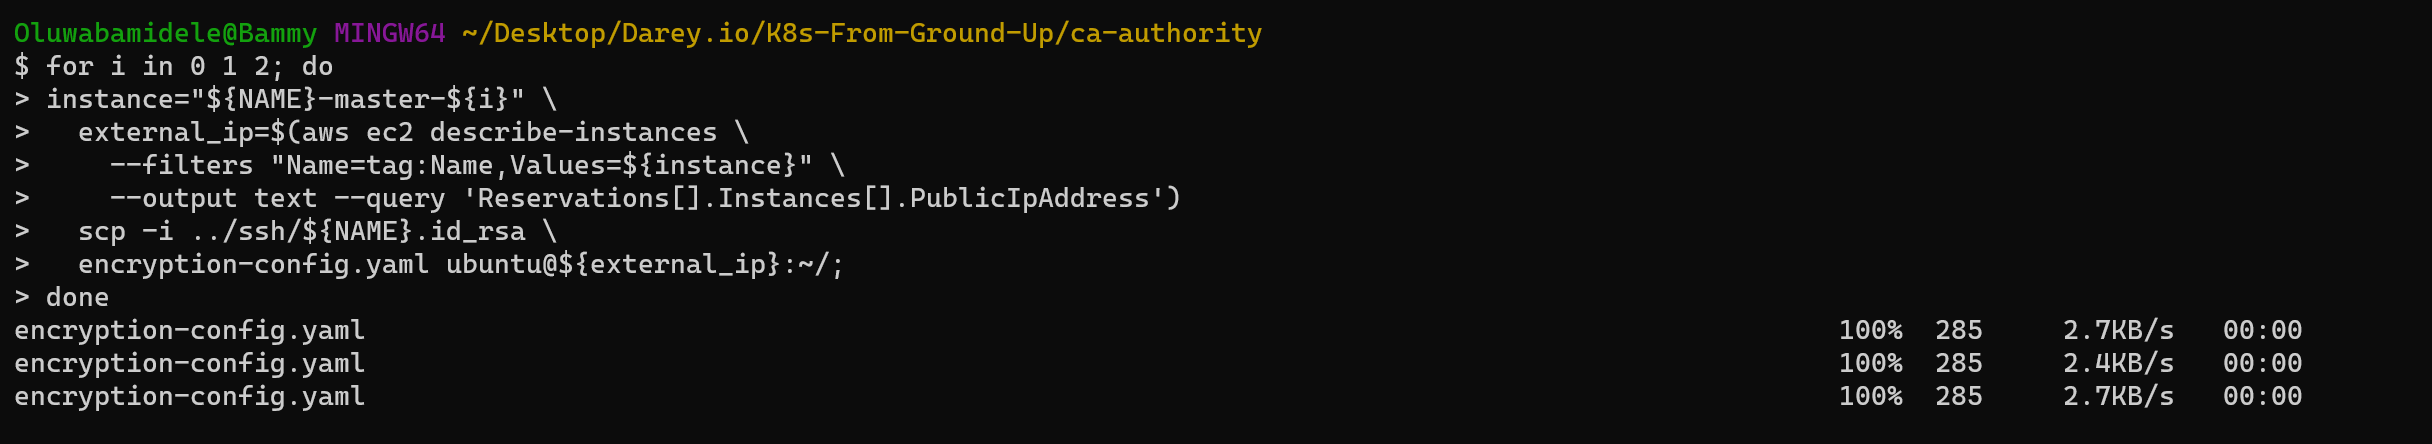 Oluwabamidele@Bammy MINGW64 ~/Desktop/Darey.io/K8s-From-Ground-Up/ca-authority
$ for i in 0 1 2; do
> instance="${NAME}-master-${i}" \
>   external_ip=$(aws ec2 describe-instances \
>     --filters "Name=tag:Name,Values=${instance}" \
>     --output text --query 'Reservations[].Instances[].PublicIpAddress')
>   scp -i ../ssh/${NAME}.id_rsa \
>   encryption-config.yaml ubuntu@${external_ip}:~/;
> done
encryption-config.yaml 100% 285 2.7KB/s 00:00
encryption-config.yaml 100% 285 2.4KB/s 00:00
encryption-config.yaml 100% 285 2.7KB/s 00:00